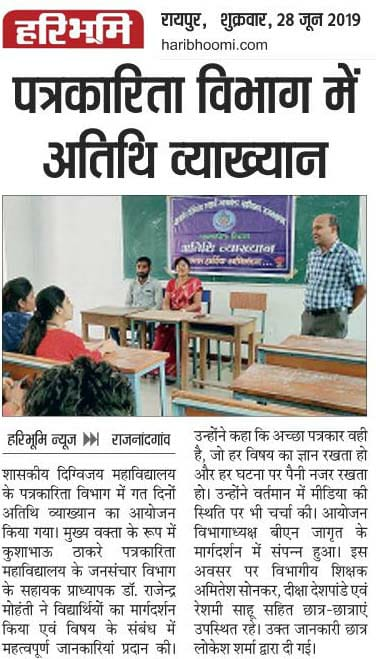 हरिभूमि
रायपुर, शुक्रवार, 28 जून 2019
haribhoomi.com
पत्रकारिता विभाग में
अतिथि व्याख्यान
अतिथि व्याख्यान
हरिभूमि न्यूज राजनांदगांव
शासकीय दिग्विजय महाविद्यालय
के पत्रकारिता विभाग में गत दिनों
अतिथि व्याख्यान का आयोजन
किया गया। मुख्य वक्ता के रूप में
कुशाभाऊ ठाकरे पत्रकारिता
महाविद्यालय के जनसंचार विभाग
के सहायक प्राध्यापक डॉ. राजेन्द्र
मोहंती ने विद्यार्थियों का मार्गदर्शन
किया एवं विषय के संबंध में
महत्वपूर्ण जानकारियां प्रदान की।
उन्होंने कहा कि अच्छा पत्रकार वही
है, जो हर विषय का ज्ञान रखता हो
और हर घटना पर पैनी नजर रखता
हो। उन्होंने वर्तमान में मीडिया की
स्थिति पर भी चर्चा की। आयोजन
विभागाध्यक्ष बीएन जागृत के
मार्गदर्शन में संपन्न हुआ। इस
अवसर पर विभागीय शिक्षक
अमितेश सोनकर, दीक्षा देशपांडे एवं
रेशमी साहू सहित छात्र-छात्राएं
उपस्थित रहे। उक्त जानकारी छात्र
लोकेश शर्मा द्वारा दी गई।